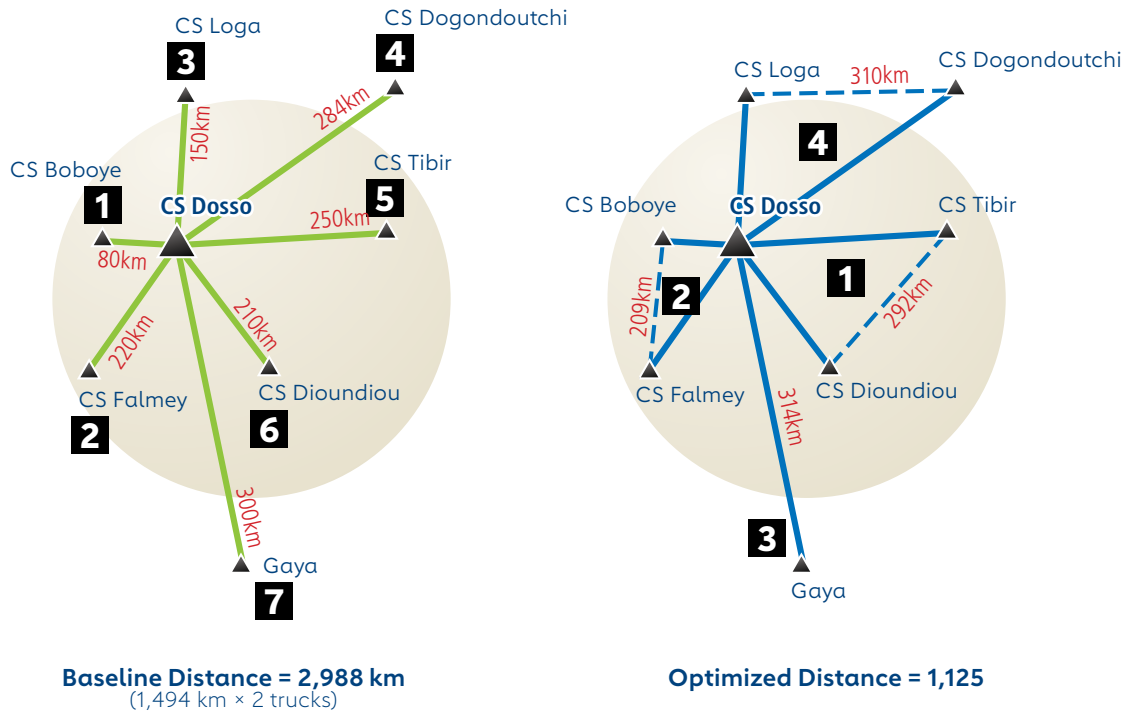 CS Loga
3
CS Dogondoutchi
4
150km
284km
CS Boboye
1
CS Dosso
CS Tibir
5
250km
80km
220km
210km
CS Falmey
2
CS Dioundiou
6
300km
Gaya
7
Baseline Distance = 2,988 km
(1,494 km × 2 trucks)
CS Loga
310km
CS Dogondoutchi
4
CS Boboye
CS Dosso
CS Tibir
209km
2
1
292km
CS Falmey
CS Dioundiou
314km
3
Gaya
Optimized Distance = 1,125